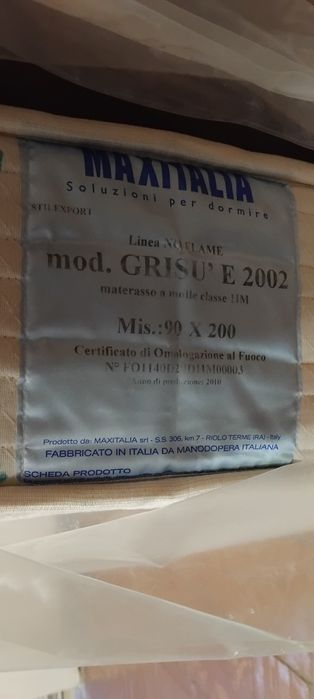 MAXITALIA
Soluzioni per dormire
STILEXPORT
Linea NOFLAME
mod. GRISU' E 2002
materasso a molle classe 1IM
Mis.:90 X 200
Certificato di Omologazione al Fuoco
N°
Anno di produzione: 2010
Prodotto da: MAXITALIA srl - S.S. 306, km 7 - RIOLO TERME (RA) - Italy
FABBRICATO IN ITALIA DA MANODOPERA ITALIANA
SCHEDA PRODOTTO